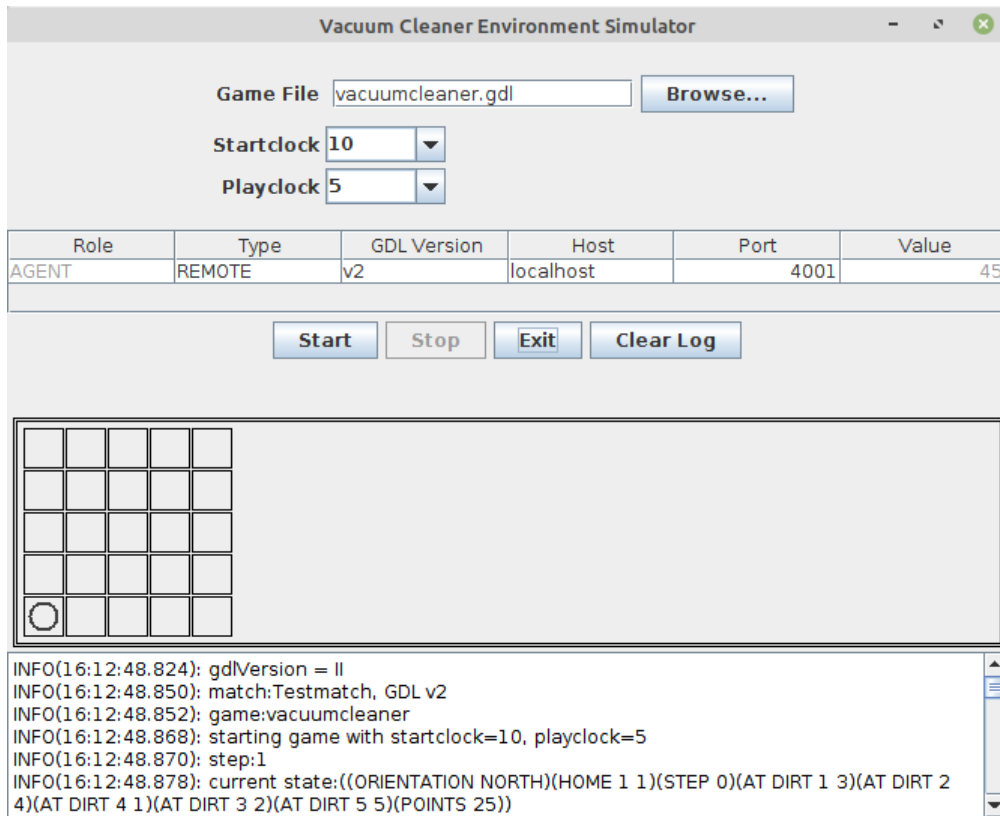 Vacuum Cleaner Environment Simulator
Game File vacuumcleaner.gdl Browse...
Startclock 10
Playclock 5
Role Type GDL Version Host Port Value
AGENT REMOTE v2 localhost 4001 45
Start Stop Exit Clear Log
INFO(16:12:48.824): gdlVersion = II
INFO(16:12:48.850): match:Testmatch, GDL v2
INFO(16:12:48.852): game:vacuumcleaner
INFO(16:12:48.868): starting game with startclock=10, playclock=5
INFO(16:12:48.870): step:1
INFO(16:12:48.878): current state:((ORIENTATION NORTH)(HOME 1 1)(STEP 0)(AT DIRT 1 3)(AT DIRT 2
4)(AT DIRT 4 1)(AT DIRT 3 2)(AT DIRT 5 5)(POINTS 25))